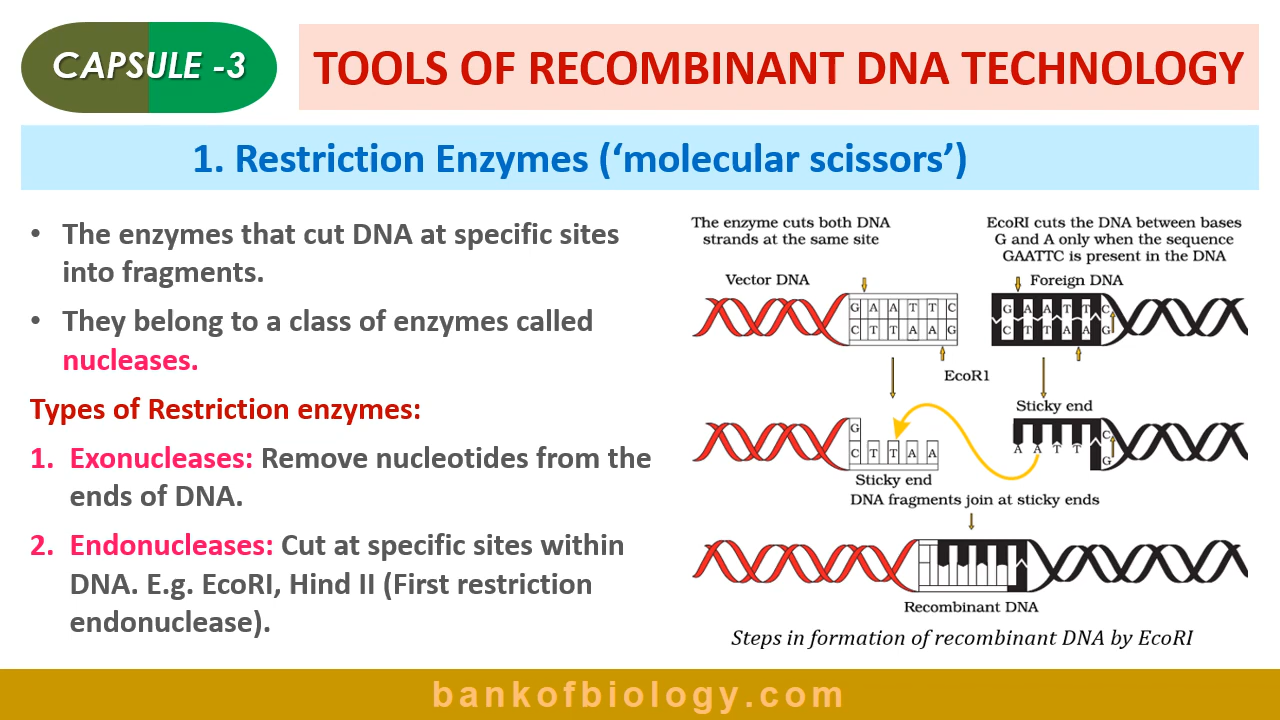 CAPSULE -3
TOOLS OF RECOMBINANT DNA TECHNOLOGY
1. Restriction Enzymes (‘molecular scissors’)
• The enzymes that cut DNA at specific sites
into fragments.
• They belong to a class of enzymes called
nucleases.
Types of Restriction enzymes:
1. Exonucleases: Remove nucleotides from the
ends of DNA.
2. Endonucleases: Cut at specific sites within
DNA. E.g. EcoRI, Hind II (First restriction
endonuclease).
The enzyme cuts both DNA
strands at the same site
EcoRI cuts the DNA between bases
G and A only when the sequence
GAATTC is present in the DNA
Vector DNA
Foreign DNA
G A A T T C
C T T A A G
G A A T T C
C T T A A G
EcoR1
Sticky end
G
C T T A A
C
A A T T G
Sticky end
DNA fragments join at sticky ends
Recombinant DNA
Steps in formation of recombinant DNA by EcoRI
bankofbiology.com